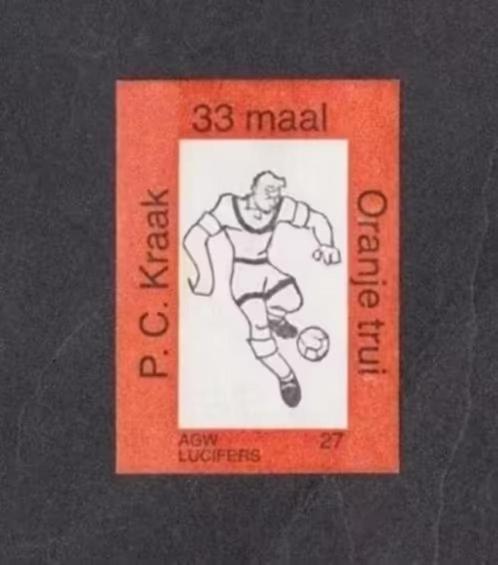 33 maal
P. C. Kraak
Oranje trui
AGW
LUCIFERS
27